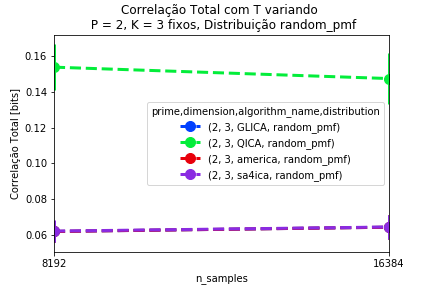 Correlação Total com T variando
P = 2, K = 3 fixos, Distribuição random_pmf
Correlação Total [bits]
0.16
0.14
0.12
0.10
0.08
0.06
prime,dimension,algorithm_name,distribution
(2, 3, GLICA, random_pmf)
(2, 3, QICA, random_pmf)
(2, 3, america, random_pmf)
(2, 3, sa4ica, random_pmf)
8192
16384
n_samples